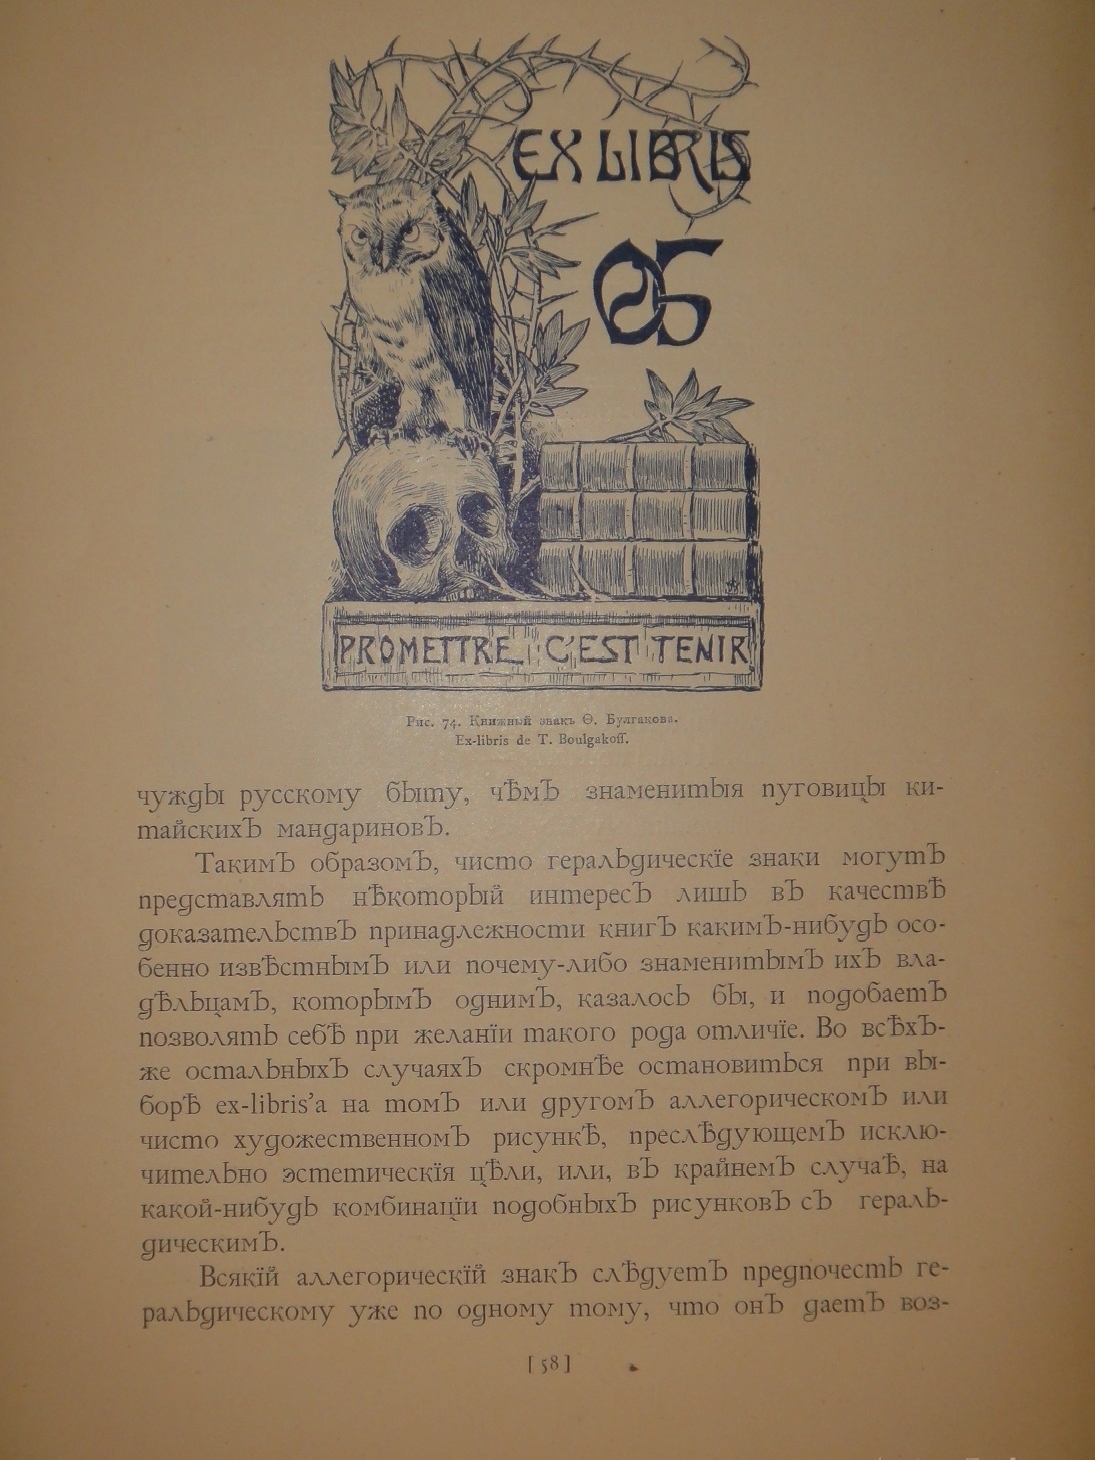 EX LIBRIS
ѲБ
PROMETTRE C'EST TENIR
Рис. 74. Книжный знакъ Ѳ. Булгакова.
Ex-libris de T. Boulgakoff.
чужды русскому быту, чѣмъ знаменитыя пуговицы ки-
тайскихъ мандариновъ.
Такимъ образомъ, чисто геральдическіе знаки могутъ
представлять нѣкоторый интересъ лишь въ качествѣ
доказательствъ принадлежности книгъ какимъ-нибудь осо-
бенно извѣстнымъ или почему-либо знаменитымъ ихъ вла-
дѣльцамъ, которымъ однимъ, казалось бы, и подобаетъ
позволять себѣ при желаніи такого рода отличіе. Во всѣхъ-
же остальныхъ случаяхъ скромнѣе остановиться при вы-
борѣ ex-libris’а на томъ или другомъ аллегорическомъ или
чисто художественномъ рисункѣ, преслѣдующемъ исклю-
чительно эстетическія цѣли, или, въ крайнемъ случаѣ, на
какой-нибудь комбинаціи подобныхъ рисунковъ съ гераль-
дическимъ.
Всякій аллегорическій знакъ слѣдуетъ предпочесть ге-
ральдическому уже по одному тому, что онъ даетъ воз-
[ 58 ]